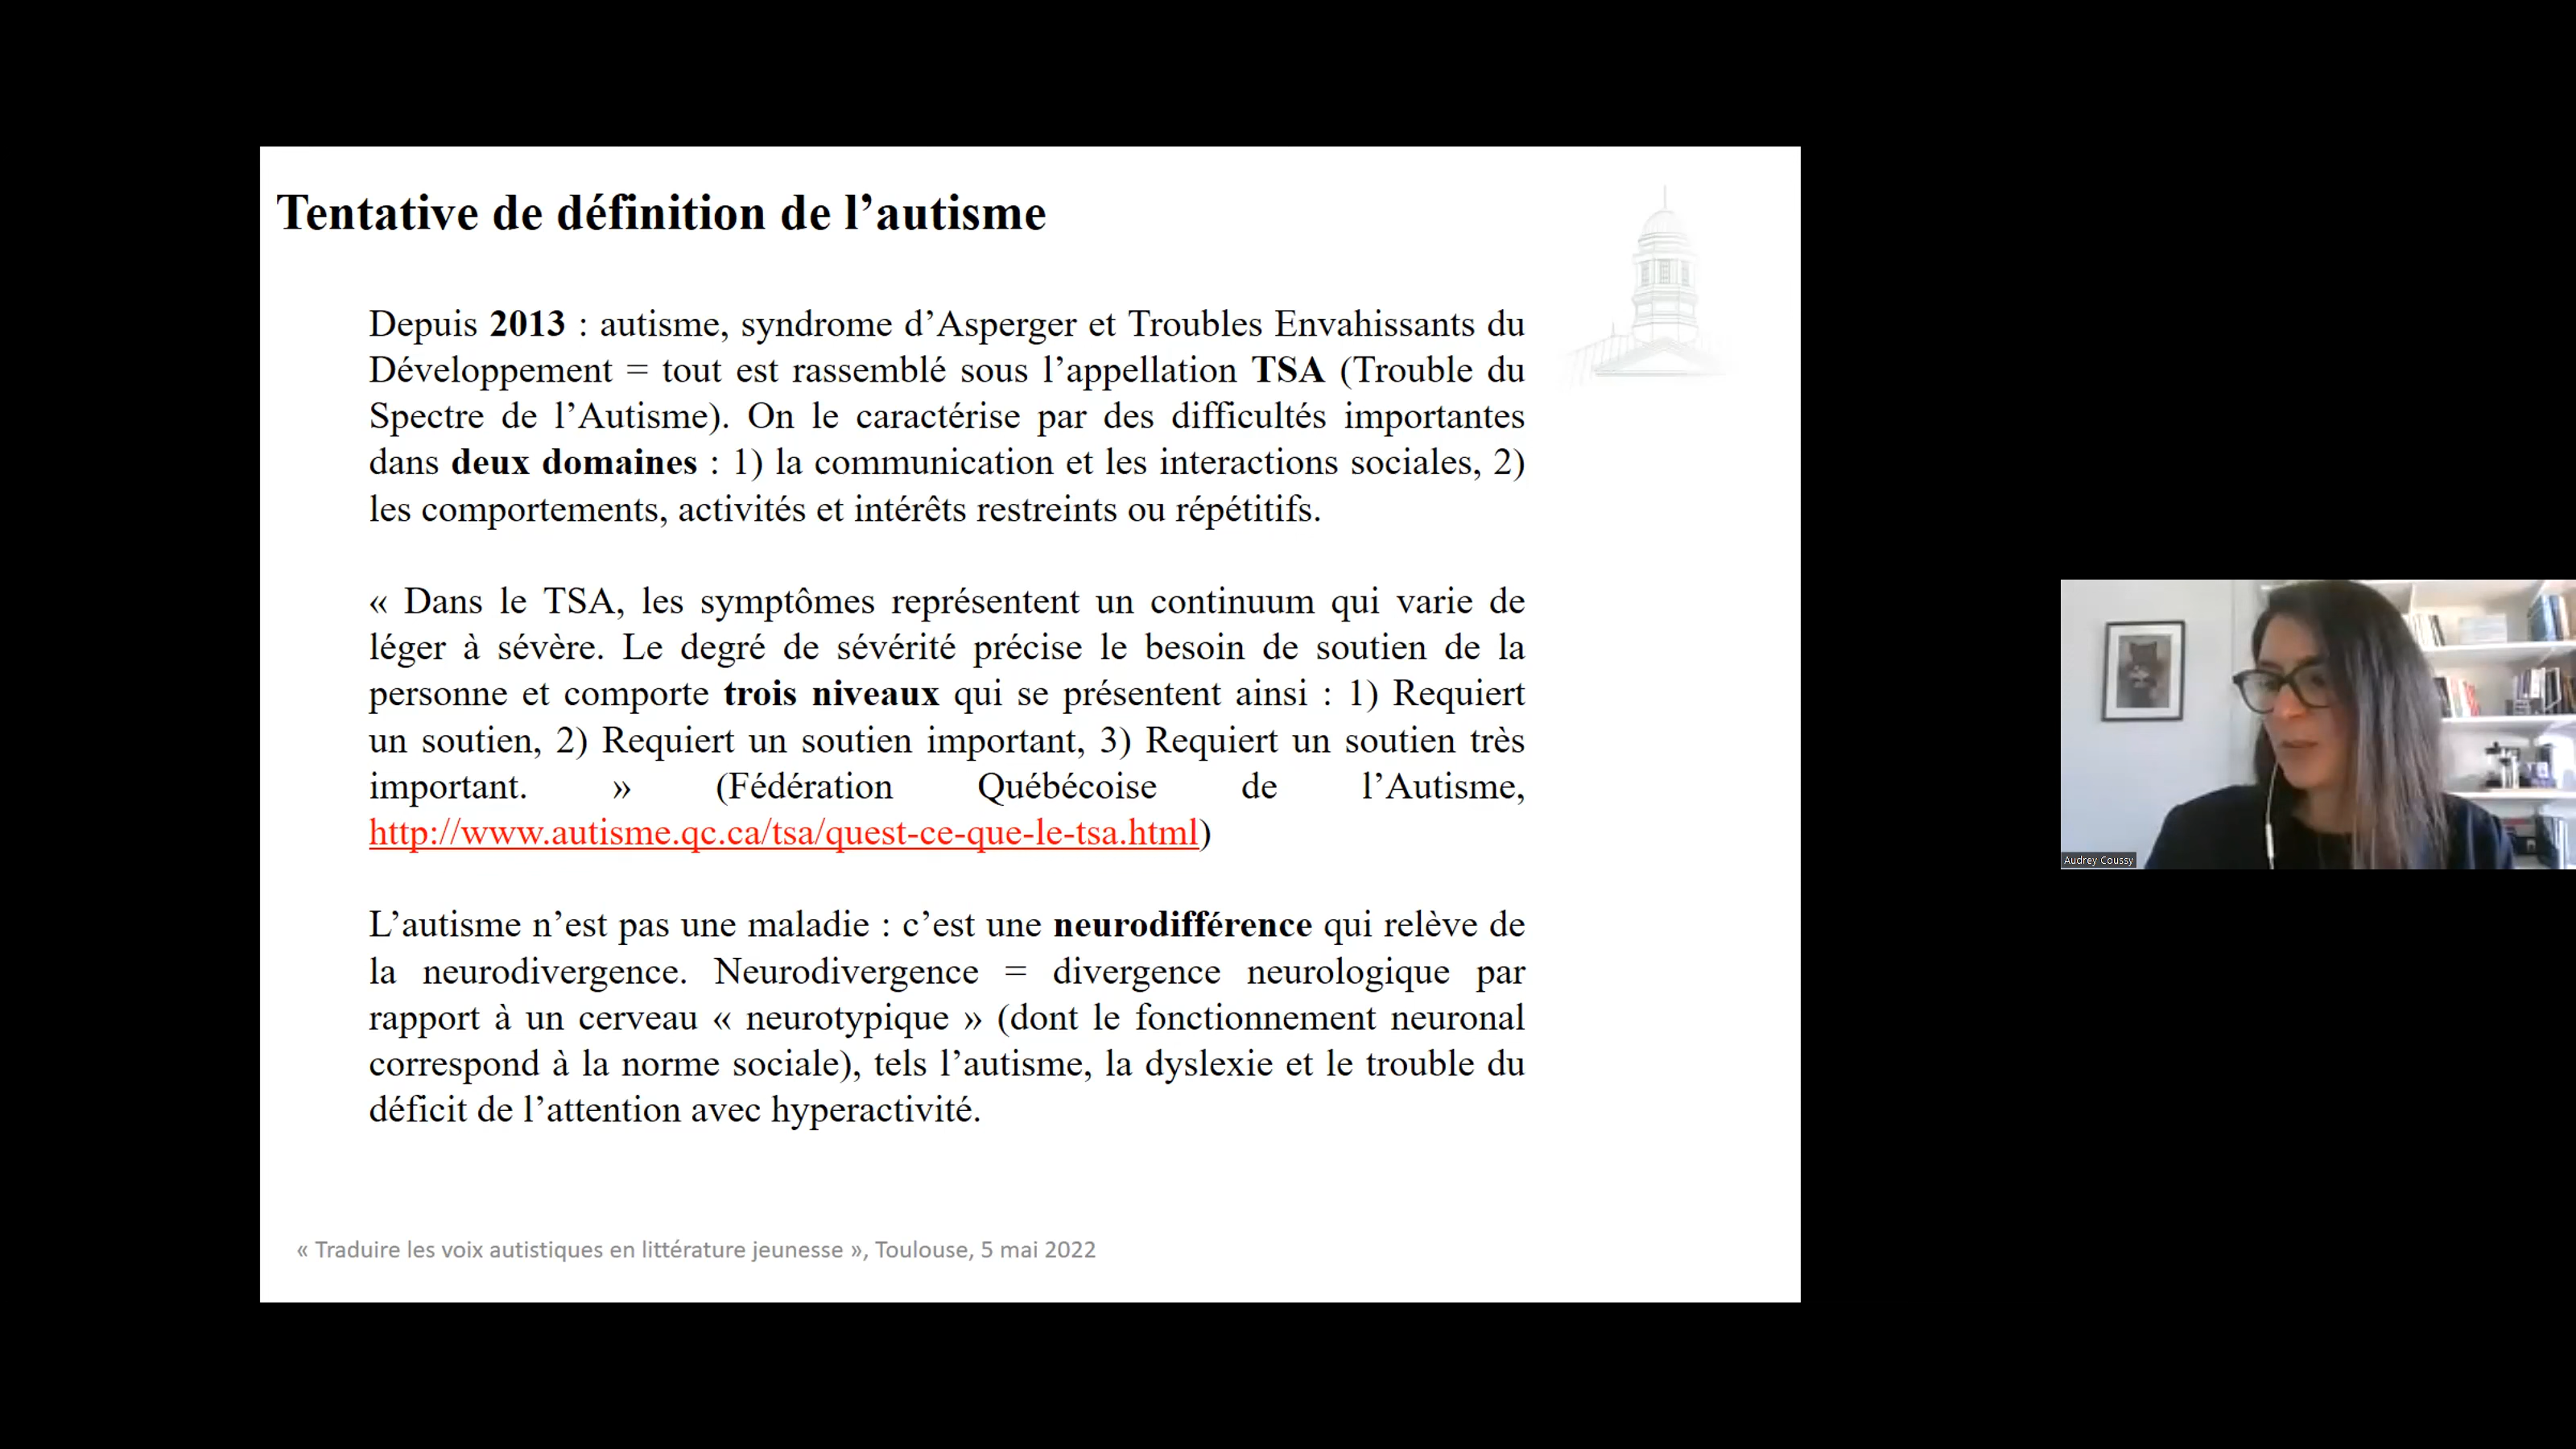 Tentative de définition de l’autisme
Depuis 2013 : autisme, syndrome d’Asperger et Troubles Envahissants du
Développement = tout est rassemblé sous l’appellation TSA (Trouble du
Spectre de l’Autisme). On le caractérise par des difficultés importantes
dans deux domaines : 1) la communication et les interactions sociales, 2)
les comportements, activités et intérêts restreints ou répétitifs.
« Dans le TSA, les symptômes représentent un continuum qui varie de
léger à sévère. Le degré de sévérité précise le besoin de soutien de la
personne et comporte trois niveaux qui se présentent ainsi : 1) Requiert
un soutien, 2) Requiert un soutien important, 3) Requiert un soutien très
important. » (Fédération Québécoise de l’Autisme,
http://www.autisme.qc.ca/tsa/quest-ce-que-le-tsa.html)
L’autisme n’est pas une maladie : c’est une neurodifférence qui relève de
la neurodivergence. Neurodivergence = divergence neurologique par
rapport à un cerveau « neurotypique » (dont le fonctionnement neuronal
correspond à la norme sociale), tels l’autisme, la dyslexie et le trouble du
déficit de l’attention avec hyperactivité.
« Traduire les voix autistiques en littérature jeunesse », Toulouse, 5 mai 2022
Audrey Coussy